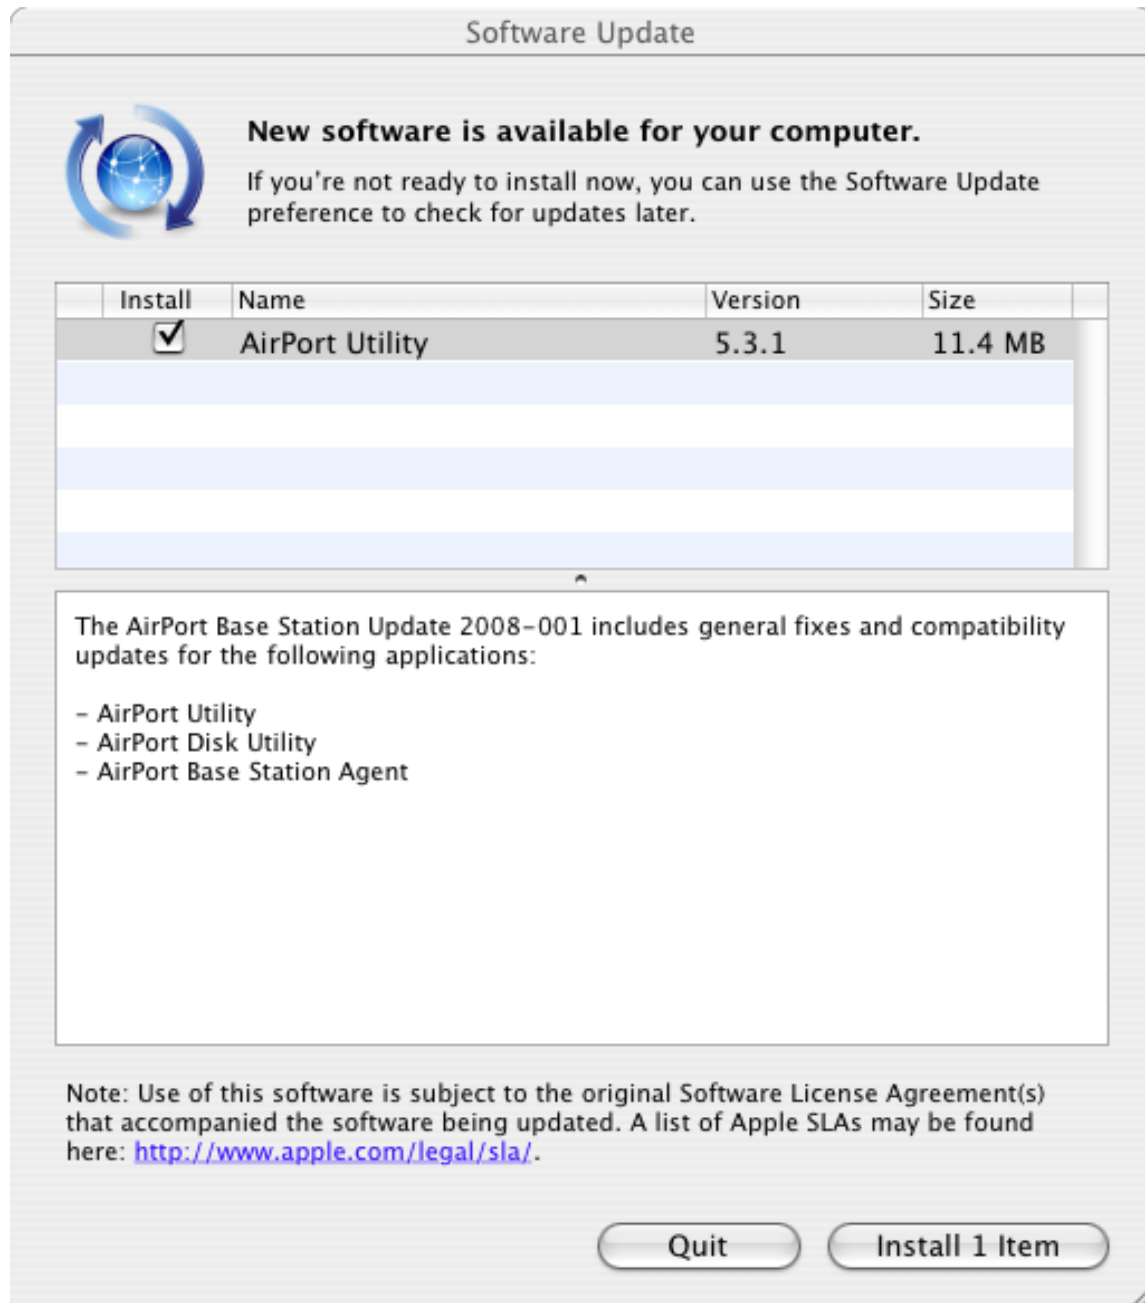 Software Update
New software is available for your computer.
If you're not ready to install now, you can use the Software Update
preference to check for updates later.
Install Name Version Size
AirPort Utility 5.3.1 11.4 MB
The AirPort Base Station Update 2008-001 includes general fixes and compatibility
updates for the following applications:
- AirPort Utility
- AirPort Disk Utility
- AirPort Base Station Agent
Note: Use of this software is subject to the original Software License Agreement(s)
that accompanied the software being updated. A list of Apple SLAs may be found
here: http://www.apple.com/legal/sla/.
Quit Install 1 Item